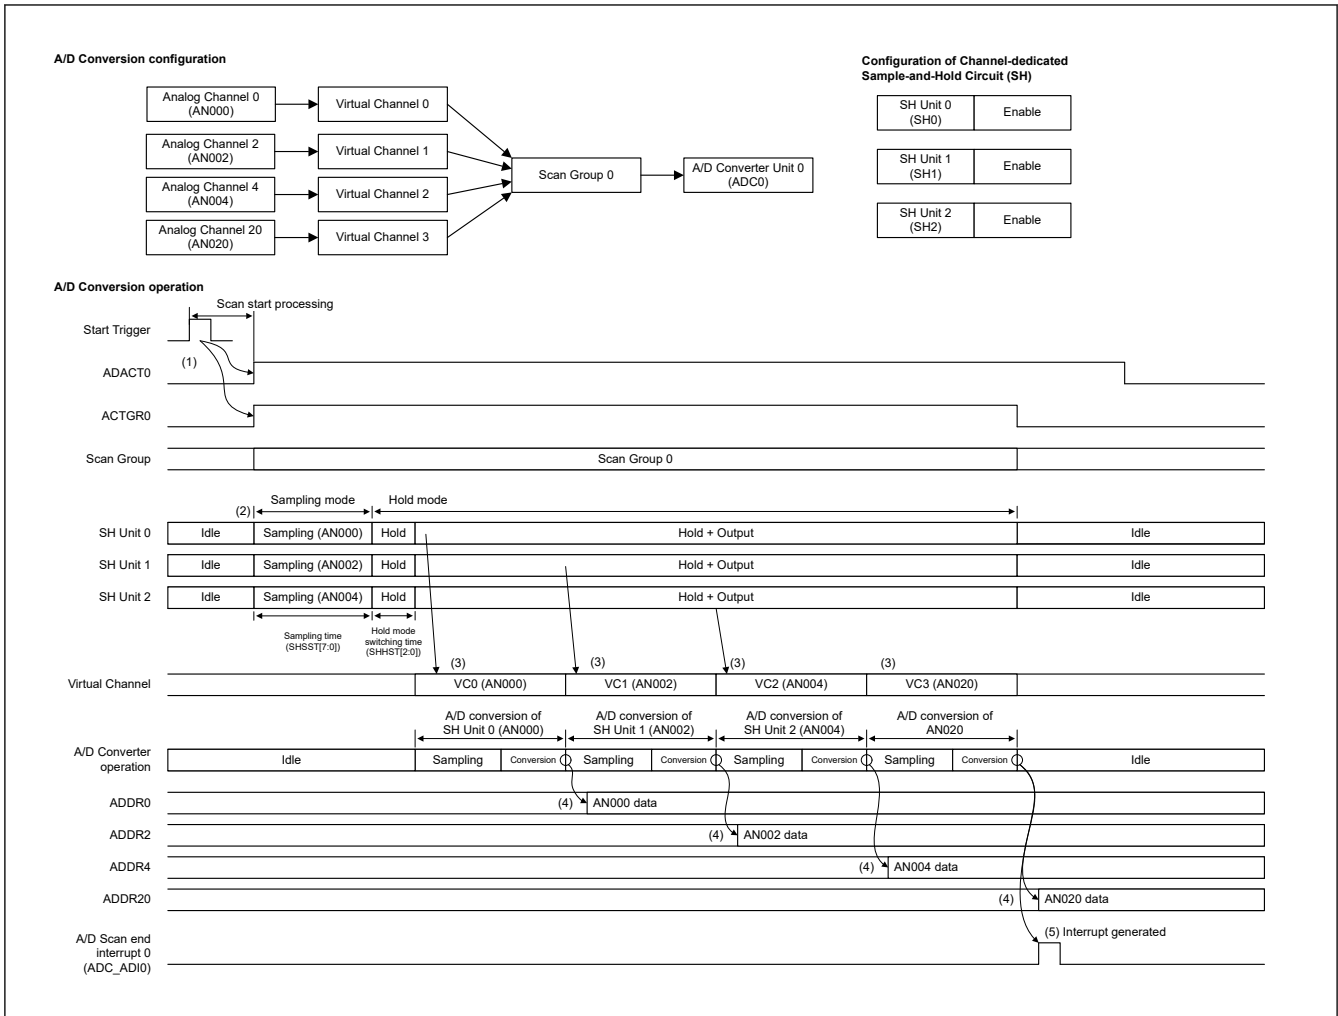 A/D Conversion configuration
Configuration of Channel-dedicated
Sample-and-Hold Circuit (SH)
Analog Channel 0
(AN000)
Virtual Channel 0
Analog Channel 2
(AN002)
Virtual Channel 1
Analog Channel 4
(AN004)
Virtual Channel 2
Analog Channel 20
(AN020)
Virtual Channel 3
Scan Group 0
A/D Converter Unit 0
(ADC0)
SH Unit 0
(SH0)
Enable
SH Unit 1
(SH1)
Enable
SH Unit 2
(SH2)
Enable
A/D Conversion operation
Scan start processing
Start Trigger
(1)
ADACT0
ACTGR0
Scan Group
Scan Group 0
Sampling mode
Hold mode
(2)
SH Unit 0
Idle
Sampling (AN000)
Hold
Hold + Output
Idle
SH Unit 1
Idle
Sampling (AN002)
Hold
Hold + Output
Idle
SH Unit 2
Idle
Sampling (AN004)
Hold
Hold + Output
Idle
Sampling time
(SHSST[7:0])
Hold mode
switching time
(SHHST[2:0])
(3)
(3)
(3)
(3)
Virtual Channel
VC0 (AN000)
VC1 (AN002)
VC2 (AN004)
VC3 (AN020)
A/D conversion of
SH Unit 0 (AN000)
A/D conversion of
SH Unit 1 (AN002)
A/D conversion of
SH Unit 2 (AN004)
A/D conversion of
AN020
A/D Converter
operation
Idle
Sampling
Conversion
Sampling
Conversion
Sampling
Conversion
Sampling
Conversion
Idle
ADDR0
(4)
AN000 data
ADDR2
(4)
AN002 data
ADDR4
(4)
AN004 data
ADDR20
(4)
AN020 data
A/D Scan end
interrupt 0
(ADC_ADI0)
(5) Interrupt generated